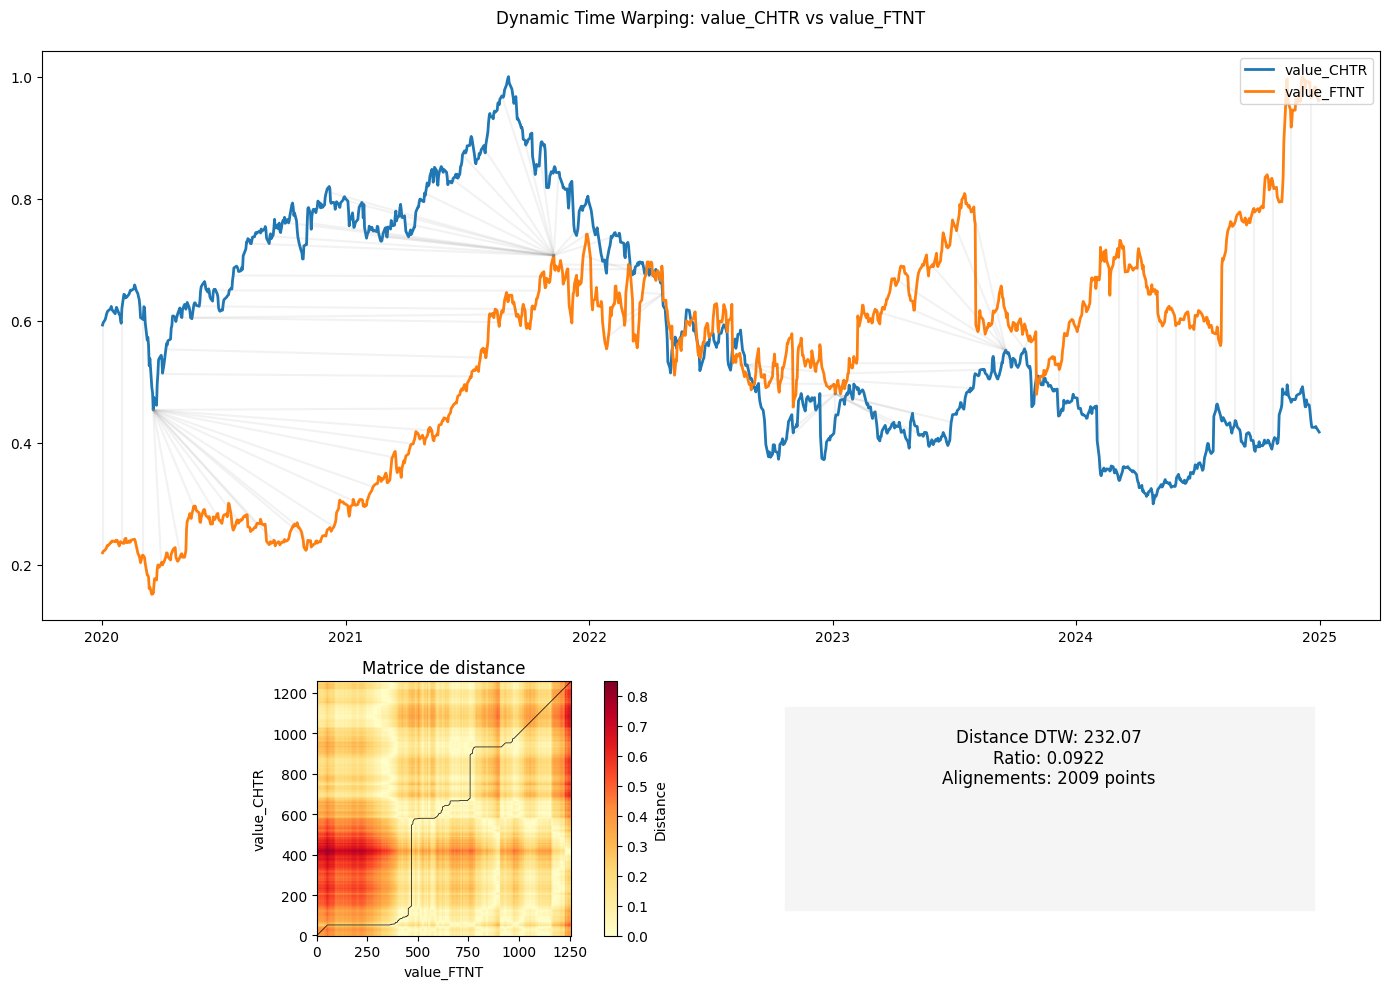 Dynamic Time Warping: value_CHTR vs value_FTNT
value_CHTR
value_FTNT
1.0
0.8
0.6
0.4
0.2
2020 2021 2022 2023 2024 2025
Matrice de distance
value_CHTR
1200
1000
800
600
400
200
0
0 250 500 750 1000 1250
value_FTNT
0.8
0.7
0.6
0.5
0.4
0.3
0.2
0.1
0.0
Distance
Distance DTW: 232.07
Ratio: 0.0922
Alignements: 2009 points